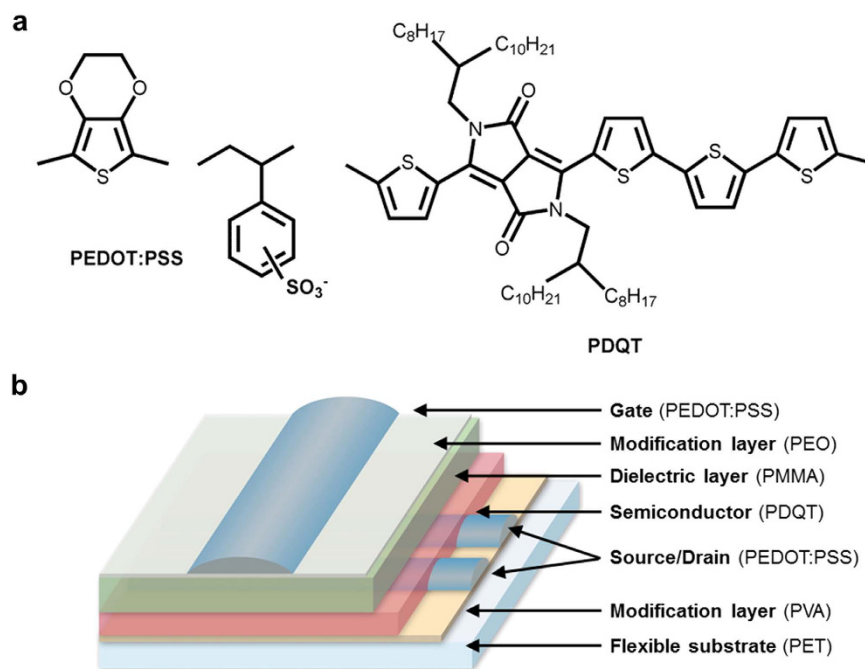 a
C8H17
C10H21
O O
S
O
N
S
S
S
S
N
O
PEDOT:PSS
SO3-
C10H21
C8H17
PDQT
b
Gate (PEDOT:PSS)
Modification layer (PEO)
Dielectric layer (PMMA)
Semiconductor (PDQT)
Source/Drain (PEDOT:PSS)
Modification layer (PVA)
Flexible substrate (PET)